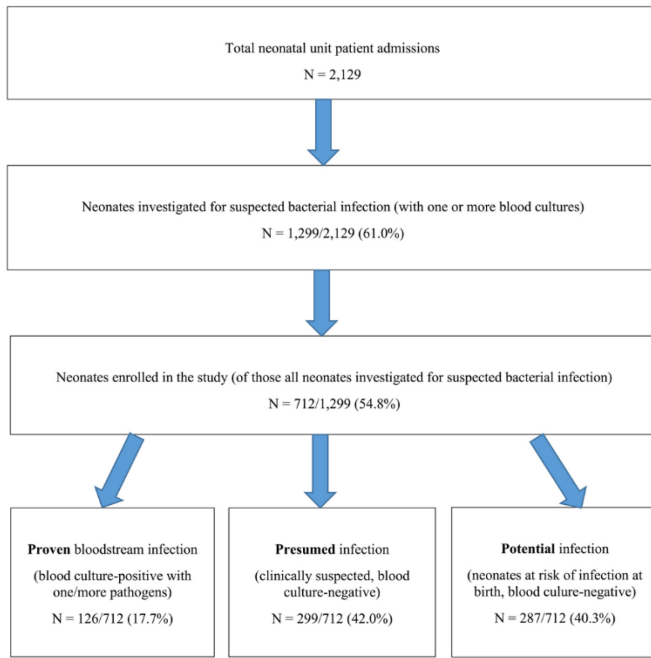 Total neonatal unit patient admissions
N = 2,129
Neonates investigated for suspected bacterial infection (with one or more blood cultures)
N = 1,299/2,129 (61.0%)
Neonates enrolled in the study (of those all neonates investigated for suspected bacterial infection)
N = 712/1,299 (54.8%)
Proven bloodstream infection
(blood culture-positive with
one/more pathogens)
N = 126/712 (17.7%)
Presumed infection
(clinically suspected, blood
culture-negative)
N = 299/712 (42.0%)
Potential infection
(neonates at risk of infection at
birth, blood culure-negative)
N = 287/712 (40.3%)